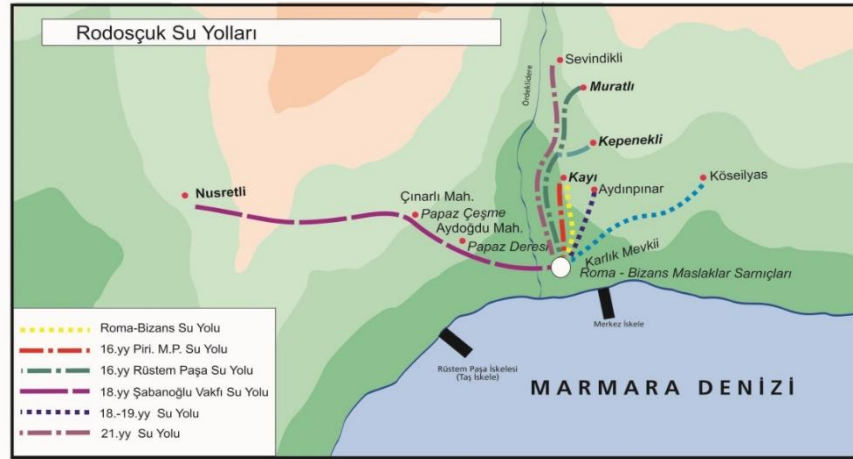 Rodosçuk Su Yolları
Sevindikli
Ördeklidere
Muratlı
Kepenekli
Kayı
Aydınpınar
Köseilyas
Nusretli
Çınarlı Mah.
Papaz Çeşme
Aydoğdu Mah.
Papaz Deresi
Karlık Mevkii
Roma - Bizans Maslaklar Sarnıçları
Merkez İskele
Rüstem Paşa İskelesi
(Taş İskele)
MARMARA DENİZİ
Roma-Bizans Su Yolu
16.yy Piri. M.P. Su Yolu
16.yy Rüstem Paşa Su Yolu
18.yy Şabanoğlu Vakfı Su Yolu
18.-19.yy Su Yolu
21.yy Su Yolu